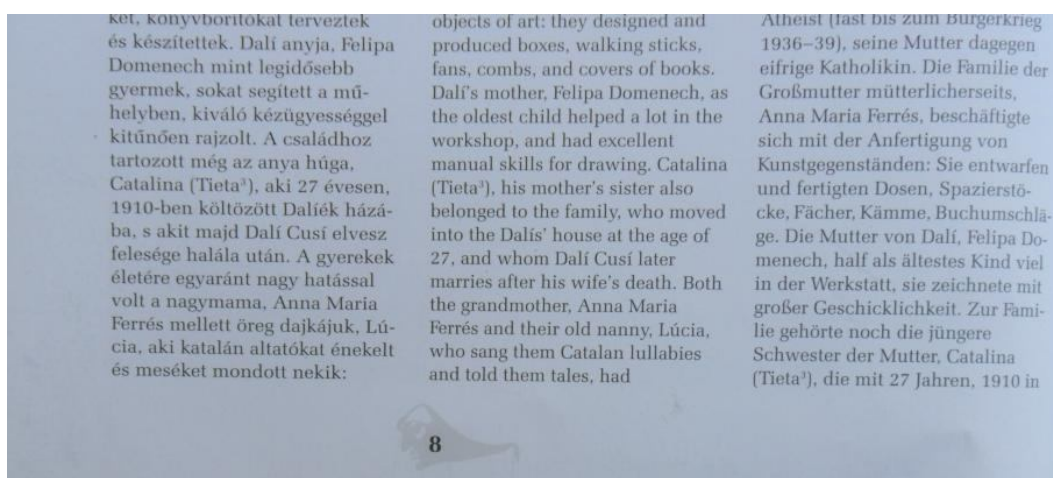 ket, könyvborítókat terveztek
és készítettek. Dalí anyja, Felipa
Domenech mint legidősebb
gyermek, sokat segített a mű-
helyben, kiváló kézügyességgel
kitűnően rajzolt. A családhoz
tartozott még az anya húga,
Catalina (Tieta³), aki 27 évesen,
1910-ben költözött Daliék házá-
ba, s akit majd Dalí Cusí elvesz
felesége halála után. A gyerekek
életére egyaránt nagy hatással
volt a nagymama, Anna Maria
Ferrés mellett öreg dajkájuk, Lú-
cia, aki katalán altatókat énekelt
és meséket mondott nekik:
objects of art: they designed and
produced boxes, walking sticks,
fans, combs, and covers of books.
Dalí's mother, Felipa Domenech, as
the oldest child helped a lot in the
workshop, and had excellent
manual skills for drawing. Catalina
(Tieta³), his mother's sister also
belonged to the family, who moved
into the Dalís' house at the age of
27, and whom Dalí Cusí later
marries after his wife's death. Both
the grandmother, Anna Maria
Ferrés and their old nanny, Lúcia,
who sang them Catalan lullabies
and told them tales, had
Atheist (fast bis zum Bürgerkrieg
1936–39), seine Mutter dagegen
eifrige Katholikin. Die Familie der
Großmutter mütterlicherseits,
Anna Maria Ferrés, beschäftigte
sich mit der Anfertigung von
Kunstgegenständen: Sie entwarfen
und fertigten Dosen, Spazierstö-
cke, Fächer, Kämme, Buchumschlä-
ge. Die Mutter von Dalí, Felipa Do-
menech, half als ältestes Kind viel
in der Werkstatt, sie zeichnete mit
großer Geschicklichkeit. Zur Fami-
lie gehörte noch die jüngere
Schwester der Mutter, Catalina
(Tieta³), die mit 27 Jahren, 1910 in
8